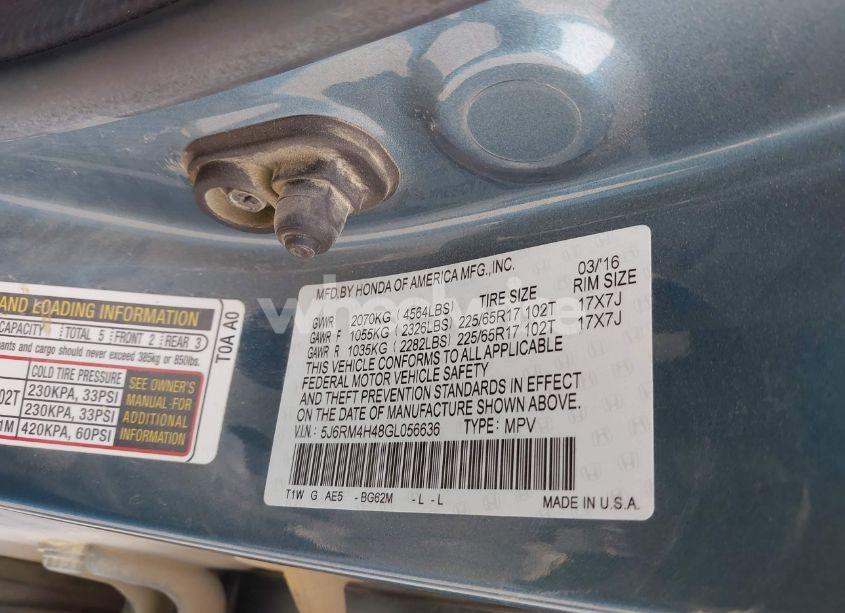 AND LOADING INFORMATION
CAPACITY TOTAL 5 FRONT 2 REAR 3
ants and cargo should never exceed 385kg or 850lbs.
COLD TIRE PRESSURE
02T 230KPA, 33PSI
230KPA, 33PSI
1M 420KPA, 60PSI
SEE OWNER'S
MANUAL FOR
ADDITIONAL
INFORMATION
T0A A0
MFD.BY HONDA OF AMERICA MFG.,INC. 03/'16
GVWR 2070KG ( 4564LBS) TIRE SIZE RIM SIZE
GAWR F 1055KG ( 2326LBS) 225/65R17 102T 17X7J
GAWR R 1035KG ( 2282LBS) 225/65R17 102T 17X7J
THIS VEHICLE CONFORMS TO ALL APPLICABLE
FEDERAL MOTOR VEHICLE SAFETY
AND THEFT PREVENTION STANDARDS IN EFFECT
ON THE DATE OF MANUFACTURE SHOWN ABOVE.
V.I.N.: 5J6RM4H48GL056636 TYPE: MPV
T1W G AE5 -BG62M -L -L MADE IN U.S.A.